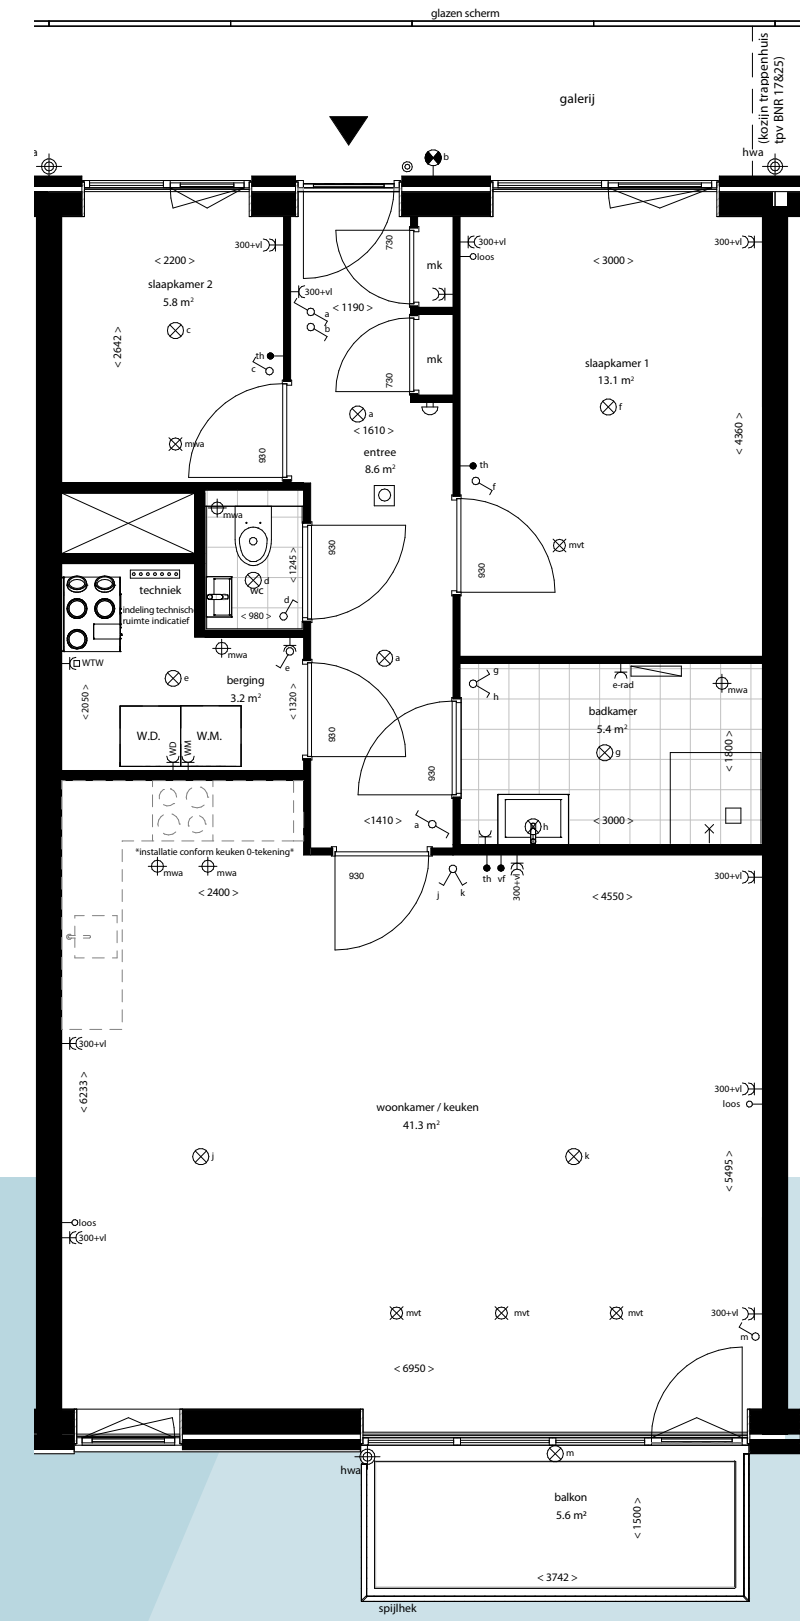 glazen scherm
galerij
(kozijn trappenhuis
tpv BNR 17&25)
a
b
hwa
300+vl
300+vl
300+vl
loos
< 2200 >
730
mk
< 3000 >
slaapkamer 2
5.8 m²
300+vl
< 1190 >
a
b
c
< 2642 >
th
c
mk
730
slaapkamer 1
13.1 m²
f
a
< 1610 >
mwa
930
entree
8.6 m²
< 4360 >
th
f
mwa
930
< 1245 >
mvt
930
d
wc
d
< 980 >
techniek
indeling technische
ruimte indicatief
WTW
mwa
e
a
e
berging
3.2 m²
< 2050 >
< 1320 >
W.D.
W.M.
WD
WM
930
930
g
h
e-rad
mwa
badkamer
5.4 m²
g
< 1800 >
<1410 >
a
h
< 3000 >
*installatie conform keuken 0-tekening*
mwa
mwa
< 2400 >
930
j
k
th
vf
300+vl
300+vl
< 4550 >
300+vl
< 6233 >
300+vl
loos
woonkamer / keuken
41.3 m²
j
k
< 5495 >
loos
300+vl
mvt
mvt
mvt
300+vl
m
< 6950 >
hwa
m
balkon
5.6 m²
< 1500 >
< 3742 >
spijlhek